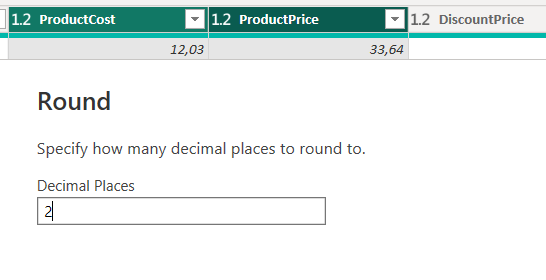 1.2 ProductCost 1.2 ProductPrice 1.2 DiscountPrice
12,03 33,64
Round
Specify how many decimal places to round to.
Decimal Places
2